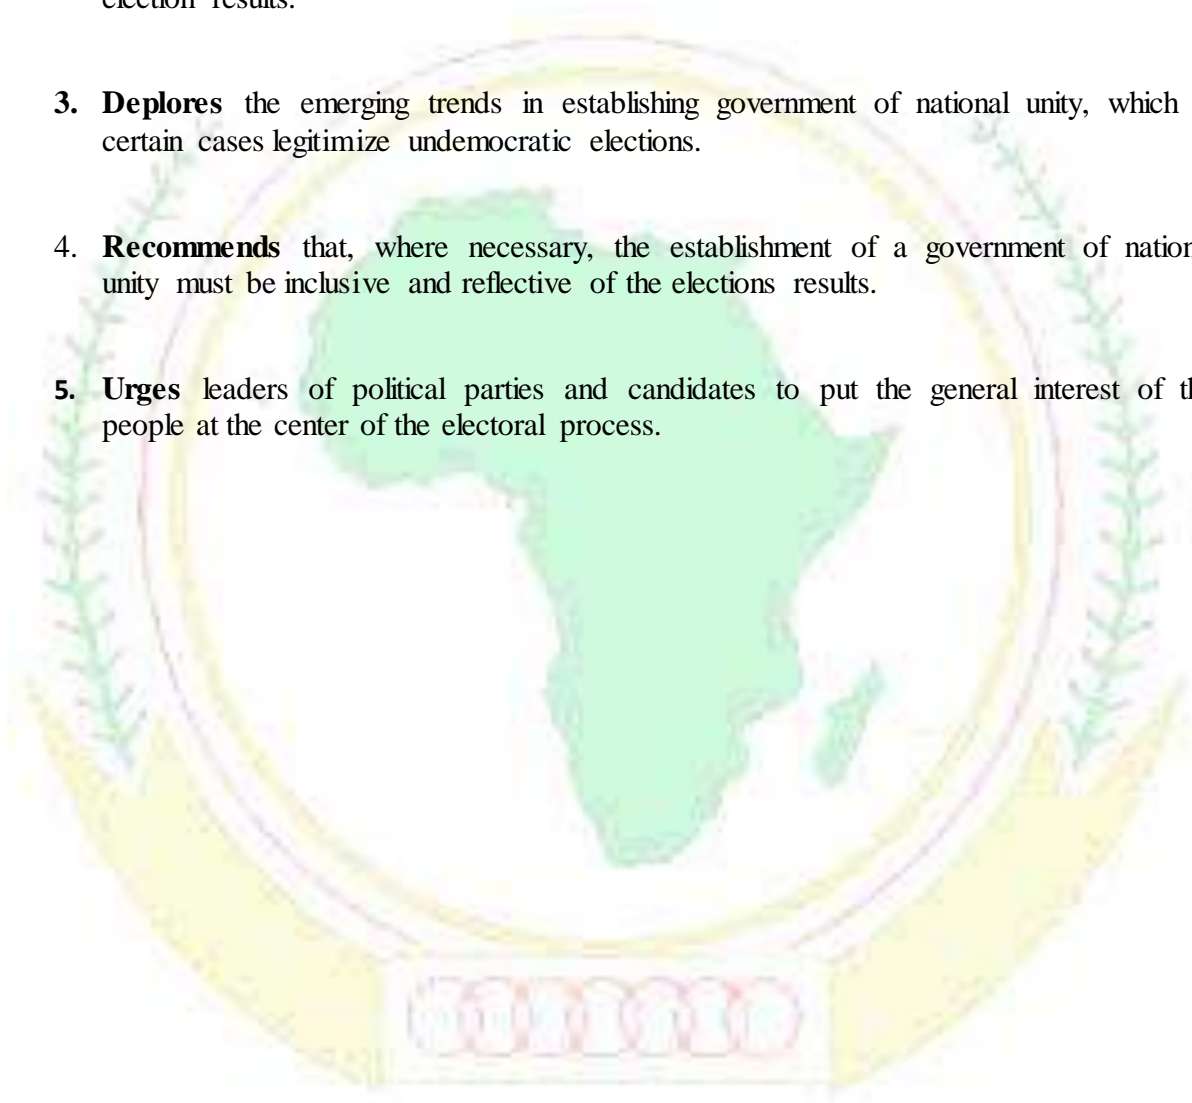 election results.
3. Deplores the emerging trends in establishing government of national unity, which
certain cases legitimize undemocratic elections.
4. Recommends that, where necessary, the establishment of a government of nation
unity must be inclusive and reflective of the elections results.
5. Urges leaders of political parties and candidates to put the general interest of
people at the center of the electoral process.